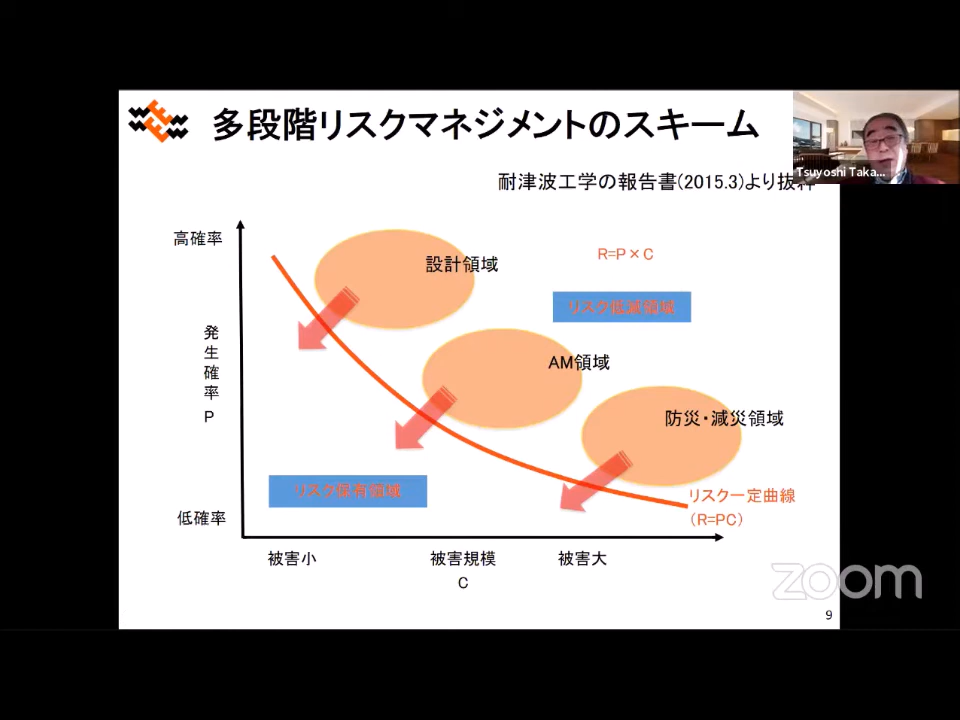 多段階リスクマネジメントのスキーム
Tsuyoshi Taka...
耐津波工学の報告書(2015.3)より抜粋
高確率
設計領域
R=P×C
リスク低減領域
発生確率 P
AM領域
防災・減災領域
リスク保有領域
リスク一定曲線
(R=PC)
低確率
被害小
被害規模
被害大
C
zoom
9